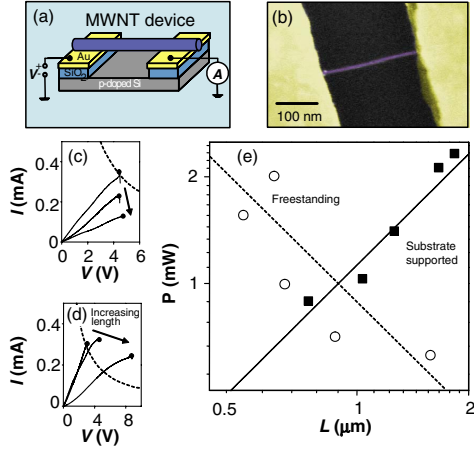 (a)
MWNT device
V
+
-
Au
SiO2
p-doped Si
A
(b)
100 nm
(c)
I (mA)
0.4
0.2
0
0 2 4 6
V (V)
(d)
Increasing
length
I (mA)
0.4
0.2
0
0 4 8
V (V)
(e)
P (mW)
2
1
Freestanding
Substrate
supported
0.5 1 2
L (μm)